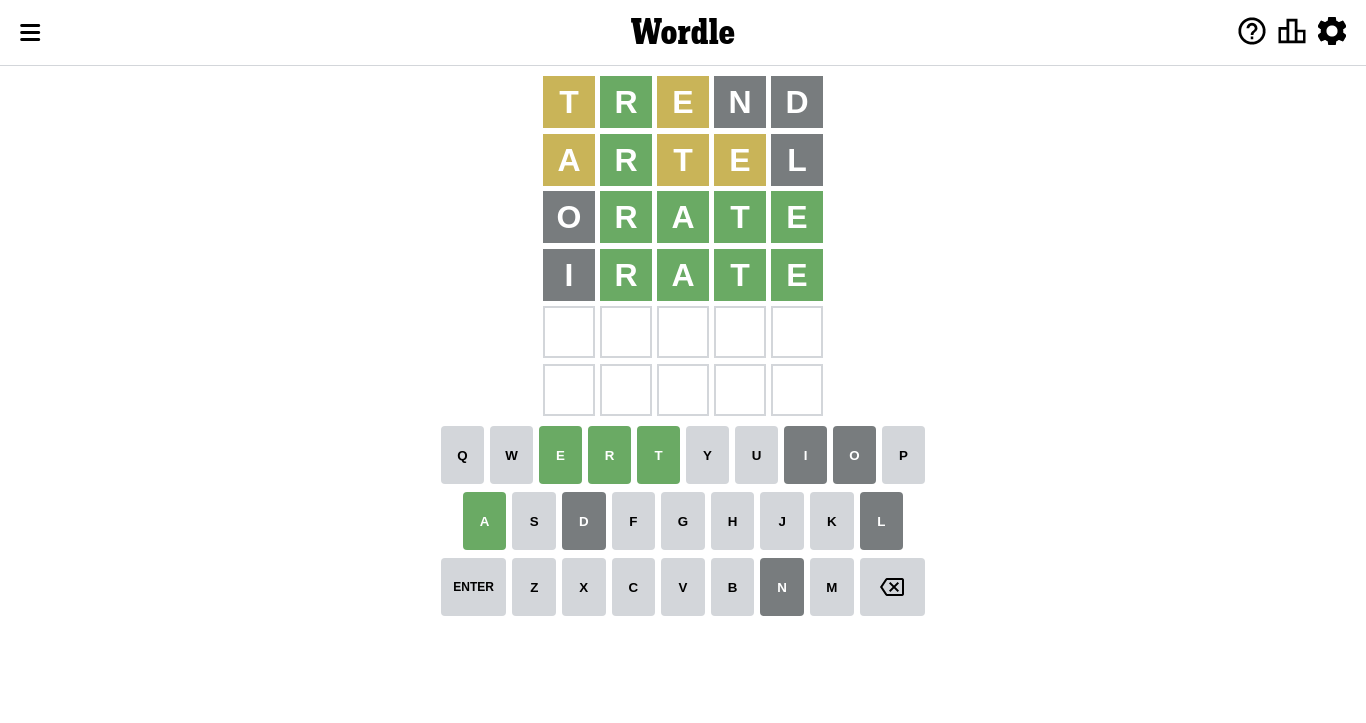 Wordle
T R E N D
A R T E L
O R A T E
I R A T E
Q W E R T Y U I O P
A S D F G H J K L
ENTER Z X C V B N M